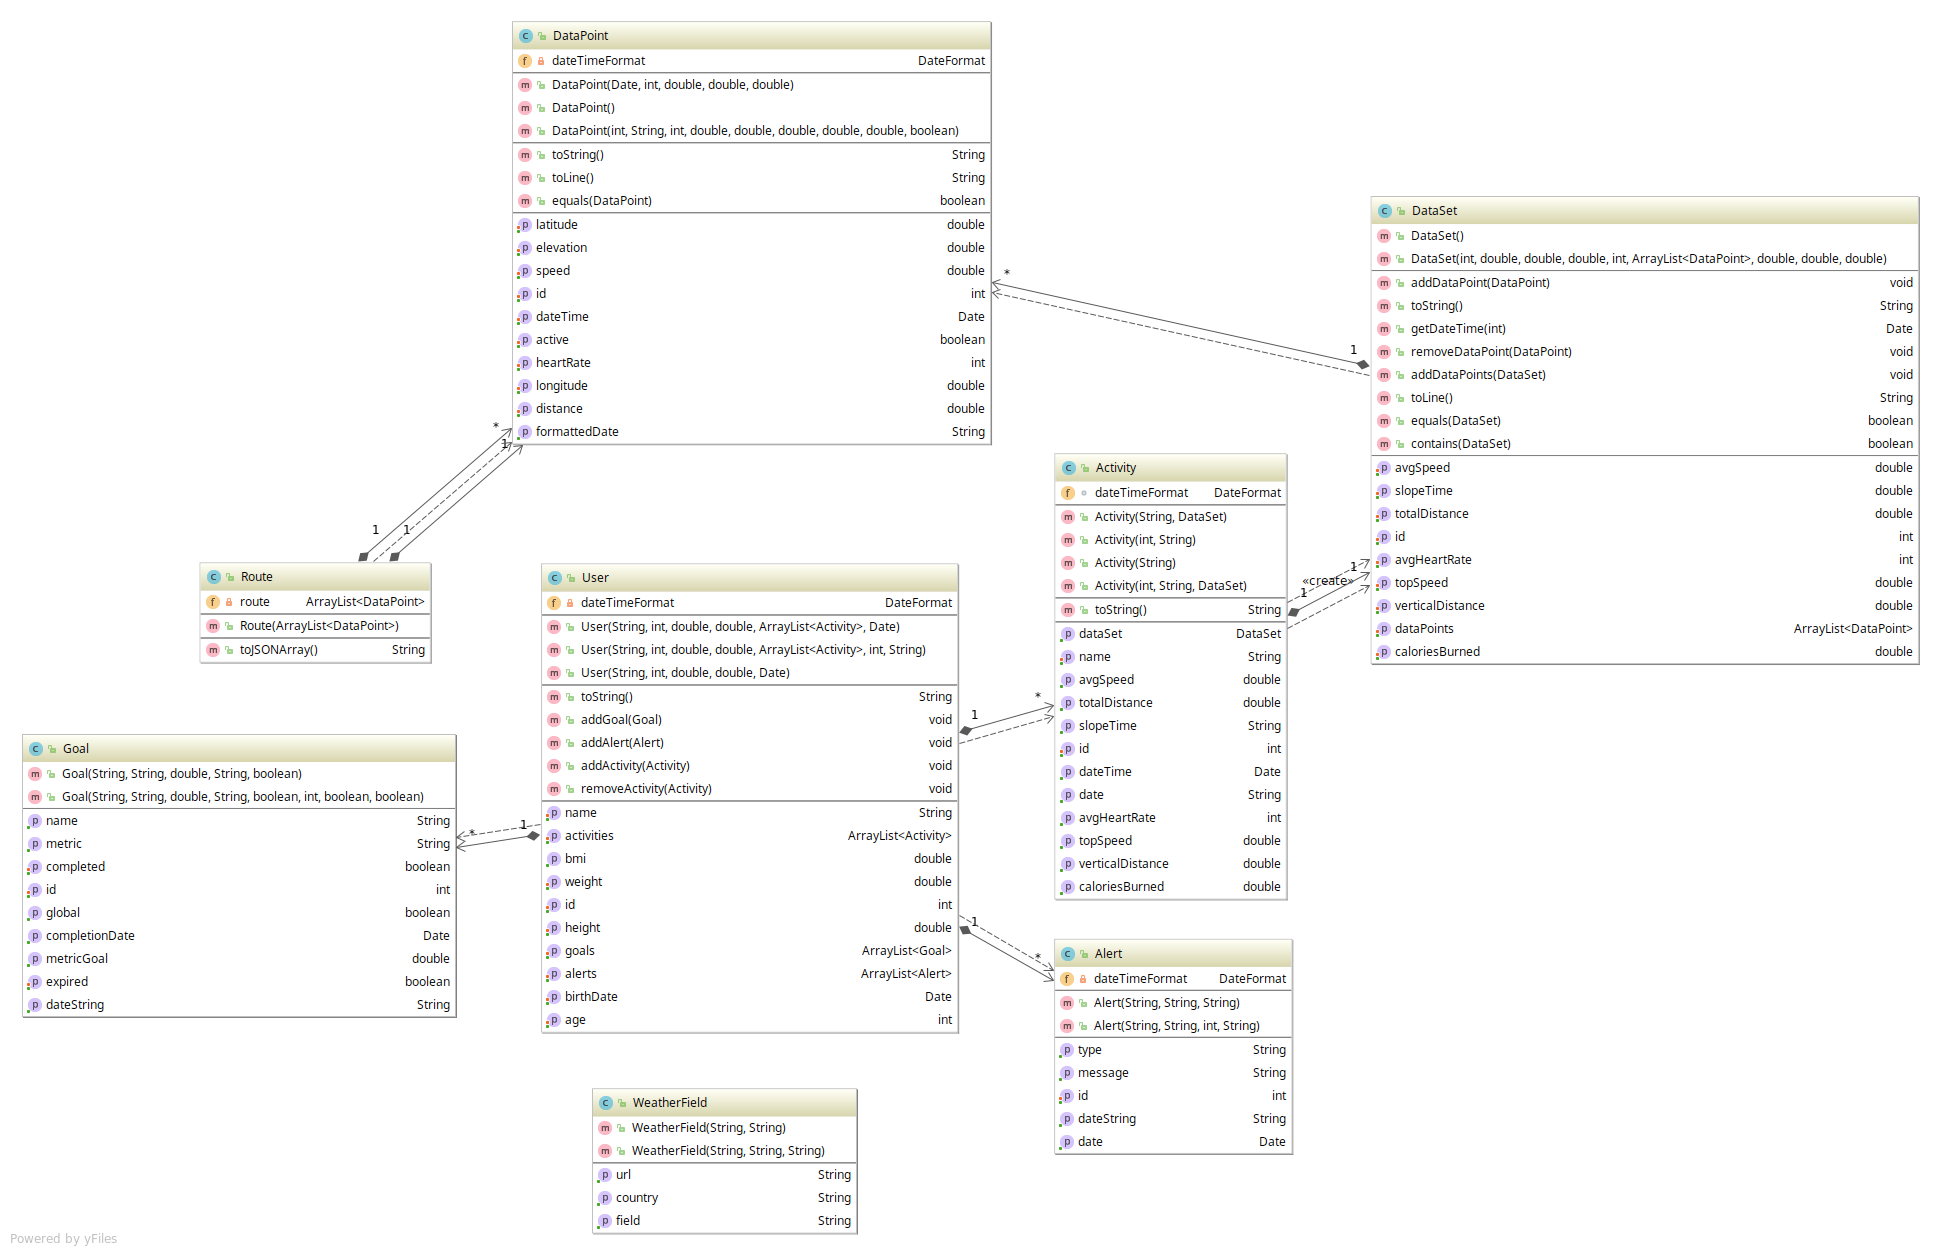 DataPoint
dateTimeFormat DateFormat
DataPoint(Date, int, double, double, double)
DataPoint()
DataPoint(int, String, int, double, double, double, double, double, boolean)
toString() String
toLine() String
equals(DataPoint) boolean
latitude double
elevation double
speed double
id int
dateTime Date
active boolean
heartRate int
longitude double
distance double
formattedDate String
DataSet
DataSet()
DataSet(int, double, double, double, int, ArrayList<DataPoint>, double, double, double)
addDataPoint(DataPoint) void
toString() String
getDateTime(int) Date
removeDataPoint(DataPoint) void
addDataPoints(DataSet) void
toLine() String
equals(DataSet) boolean
contains(DataSet) boolean
avgSpeed double
slopeTime double
totalDistance double
id int
avgHeartRate int
topSpeed double
verticalDistance double
dataPoints ArrayList<DataPoint>
caloriesBurned double
*
1
*
1
1
1
Activity
dateTimeFormat DateFormat
Activity(String, DataSet)
Activity(int, String)
Activity(String)
Activity(int, String, DataSet)
toString() String
dataSet DataSet
name String
avgSpeed double
totalDistance double
slopeTime String
id int
dateTime Date
date String
avgHeartRate int
topSpeed double
verticalDistance double
caloriesBurned double
1
«create»
1
Route
route ArrayList<DataPoint>
Route(ArrayList<DataPoint>)
toJSONArray() String
User
dateTimeFormat DateFormat
User(String, int, double, double, ArrayList<Activity>, Date)
User(String, int, double, double, ArrayList<Activity>, int, String)
User(String, int, double, double, Date)
toString() String
addGoal(Goal) void
addAlert(Alert) void
addActivity(Activity) void
removeActivity(Activity) void
name String
activities ArrayList<Activity>
bmi double
weight double
id int
height double
goals ArrayList<Goal>
alerts ArrayList<Alert>
birthDate Date
age int
*
1
Goal
Goal(String, String, double, String, boolean)
Goal(String, String, double, String, boolean, int, boolean, boolean)
name String
metric String
completed boolean
id int
global boolean
completionDate Date
metricGoal double
expired boolean
dateString String
*
1
1
*
Alert
dateTimeFormat DateFormat
Alert(String, String, String)
Alert(String, String, int, String)
type String
message String
id int
dateString String
date Date
WeatherField
WeatherField(String, String)
WeatherField(String, String, String)
url String
country String
field String
Powered by yFiles